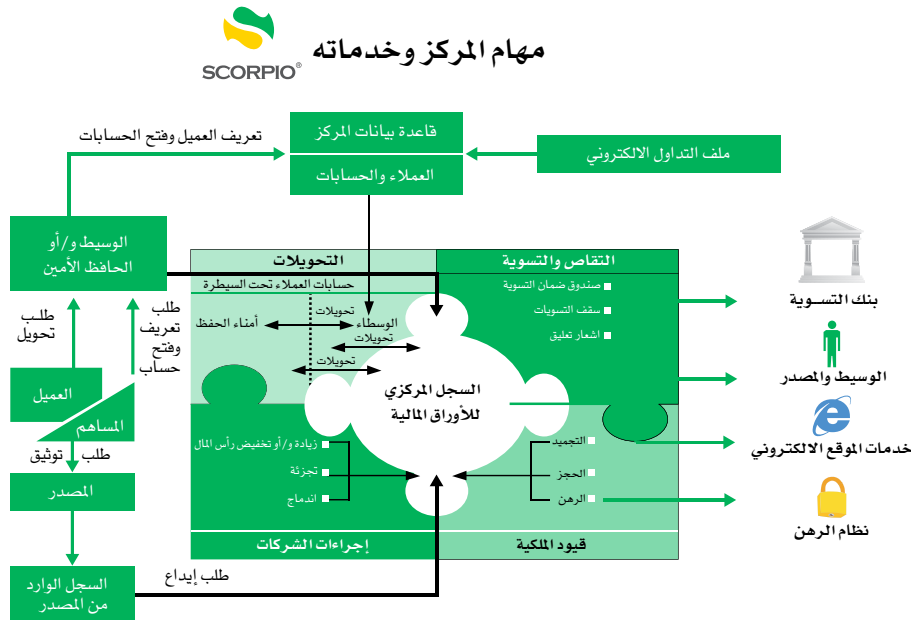 مهام المركز وخدماته
SCORPIO®
قاعدة بيانات المركز
العملاء والحسابات
ملف التداول الالكتروني
تعريف العميل وفتح الحسابات
الوسيط و/أو
الحافظ الأمين
طلب
تحويل
طلب
تعريف
وفتح
حساب
العميل
المساهم
طلب توثيق
المصدر
السجل الوارد
من المصدر
طلب إيداع
التقاص والتسوية
صندوق ضمان التسوية
سقف التسويات
اشعار تعليق
التحويلات
حسابات العملاء تحت السيطرة
تحويلات
الوسطاء
أمناء الحفظ
تحويلات
تحويلات
السجل المركزي
للأوراق المالية
زيادة و/أو تخفيض رأس المال
تجزئة
اندماج
إجراءات الشركات
التجميد
الحجز
الرهن
قيود الملكية
بنك التسـوية
الوسيط والمصدر
خدمات الموقع الالكتروني
نظام الرهن